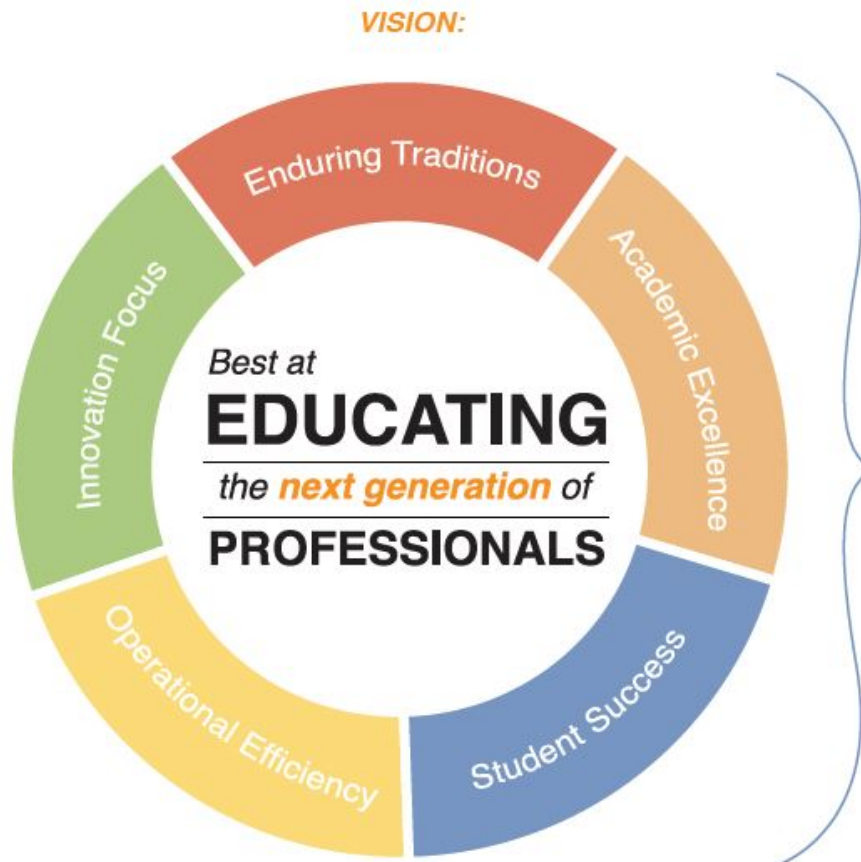 VISION:
Enduring Traditions
Academic Excellence
Student Success
Operational Efficiency
Innovation Focus
Best at
EDUCATING
the next generation of
PROFESSIONALS